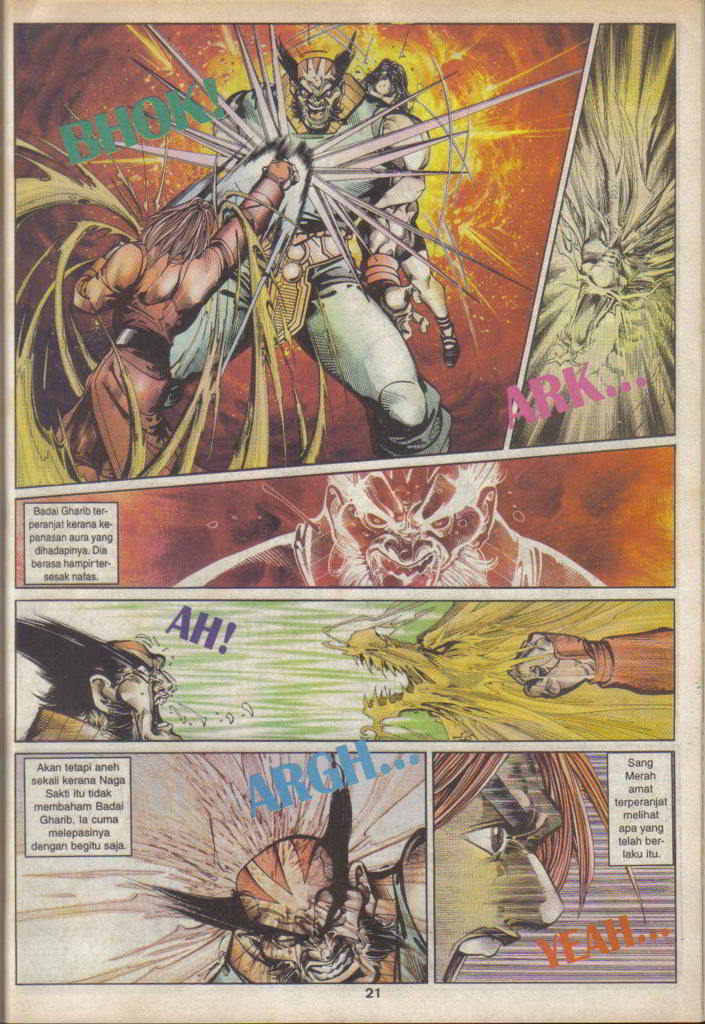 BHOK!
ARK...
Badai Gharib ter-
peranjat kerana ke-
panasan aura yang
dihadapinya. Dia
berasa hampir ter-
sesak nafas.
AH!
Akan tetapi aneh
sekali kerana Naga
Sakti itu tidak
membaham Badai
Gharib. Ia cuma
melepasinya
dengan begitu saja.
ARGH...
Sang
Merah
amat
terperanjat
melihat
apa yang
telah ber-
laku itu.
YEAH...
21